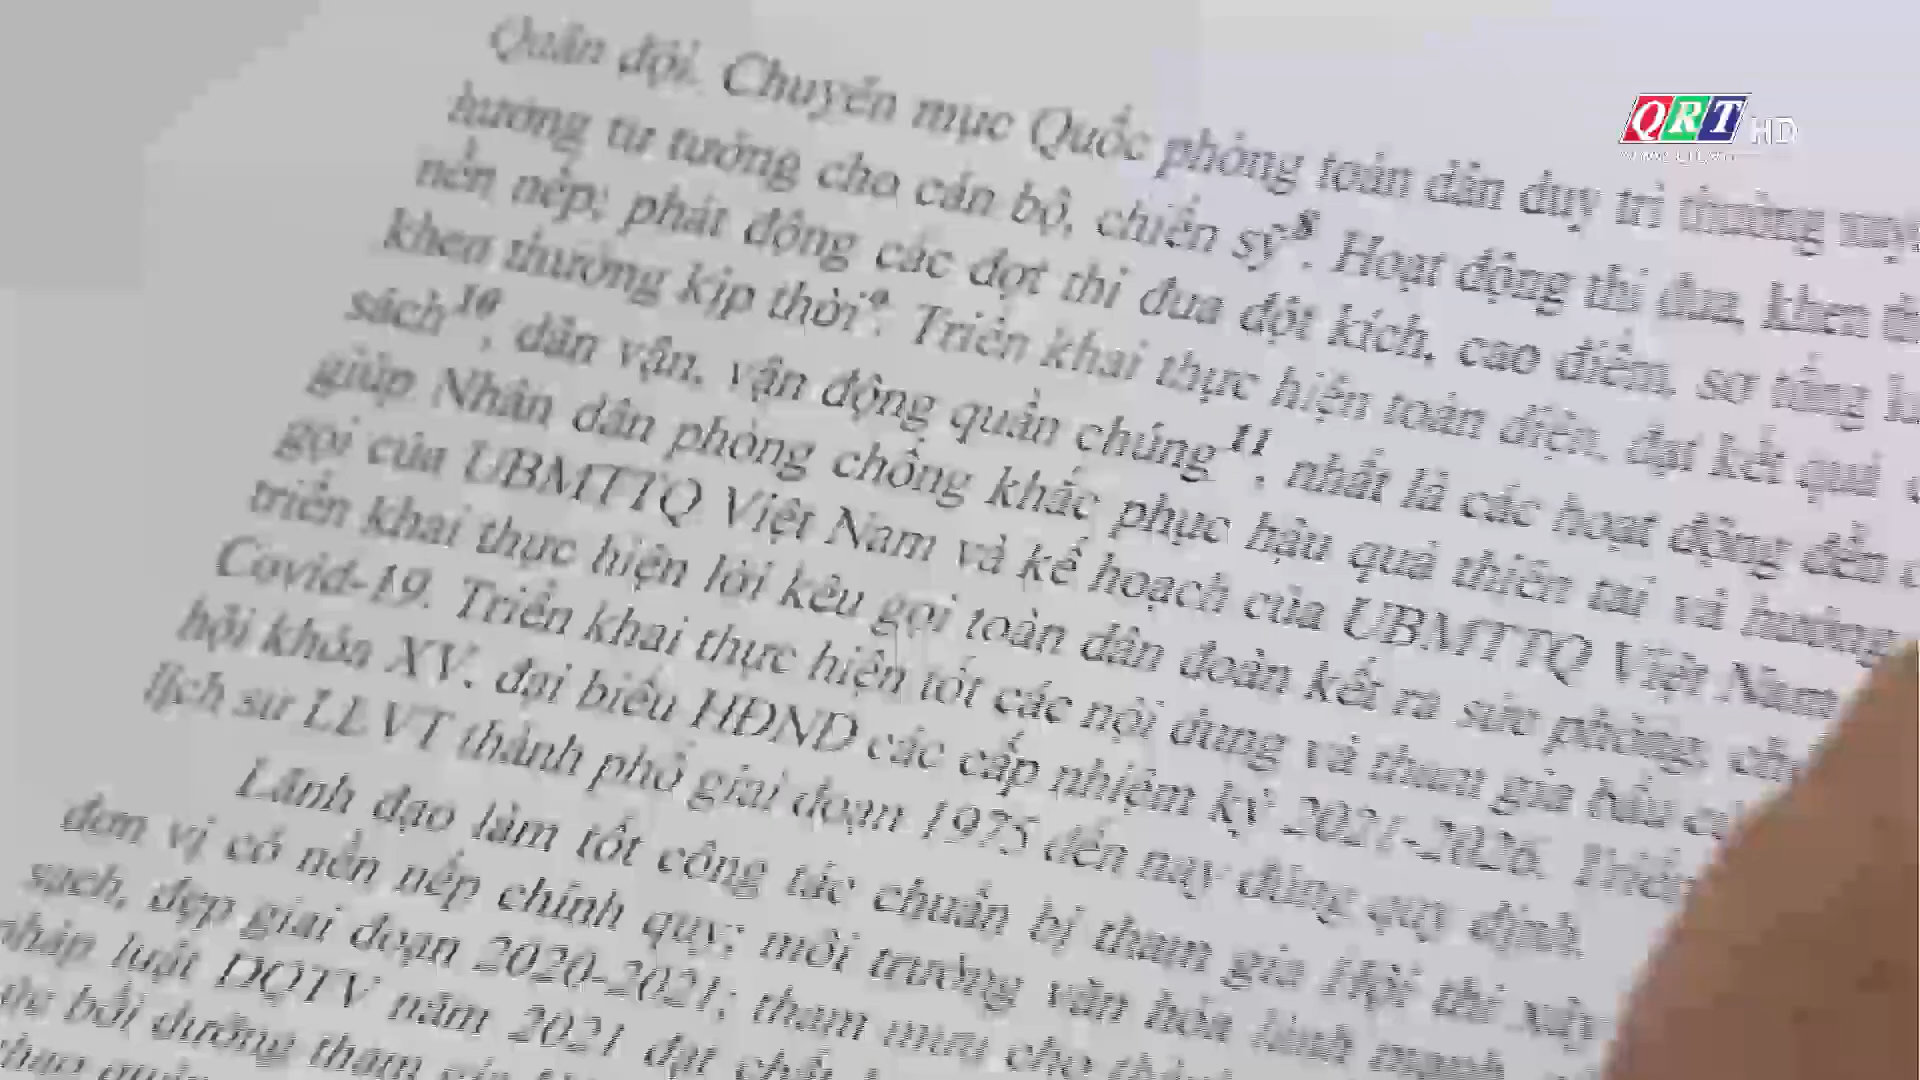 Quân đội. Chuyên mục Quốc phòng toàn dân duy trì thường
hướng tư tưởng cho cán bộ, chiến sỹ⁸. Hoạt động thi đua, khen
nền nếp; phát động các đợt thi đua đột kích, cao điểm, sơ tổng
khen thưởng kịp thời⁹. Triển khai thực hiện toàn diện, đạt kết quả
sách¹⁰, dân vận, vận động quần chúng¹¹, nhất là các hoạt động đền
giúp Nhân dân phòng chống khắc phục hậu quả thiên tai và hưởng
gọi của UBMTTQ Việt Nam và kế hoạch của UBMTTQ Việt Nam
triển khai thực hiện lời kêu gọi toàn dân đoàn kết ra sức phòng,
Covid-19. Triển khai thực hiện tốt các nội dung và tham gia bầu
hội khóa XV, đại biểu HĐND các cấp nhiệm kỳ 2021-2026.
lịch sử LLVT thành phố giai đoạn 1975 đến nay đúng quy định.
Lãnh đạo làm tốt công tác chuẩn bị tham gia Hội thi
đơn vị có nền nếp chính quy; môi trường văn hóa lành mạnh
sạch, đẹp giai đoạn 2020-2021; tham mưu cho
pháp luật DQTV năm 2021 đạt
bồi dưỡng tham
QRT HD